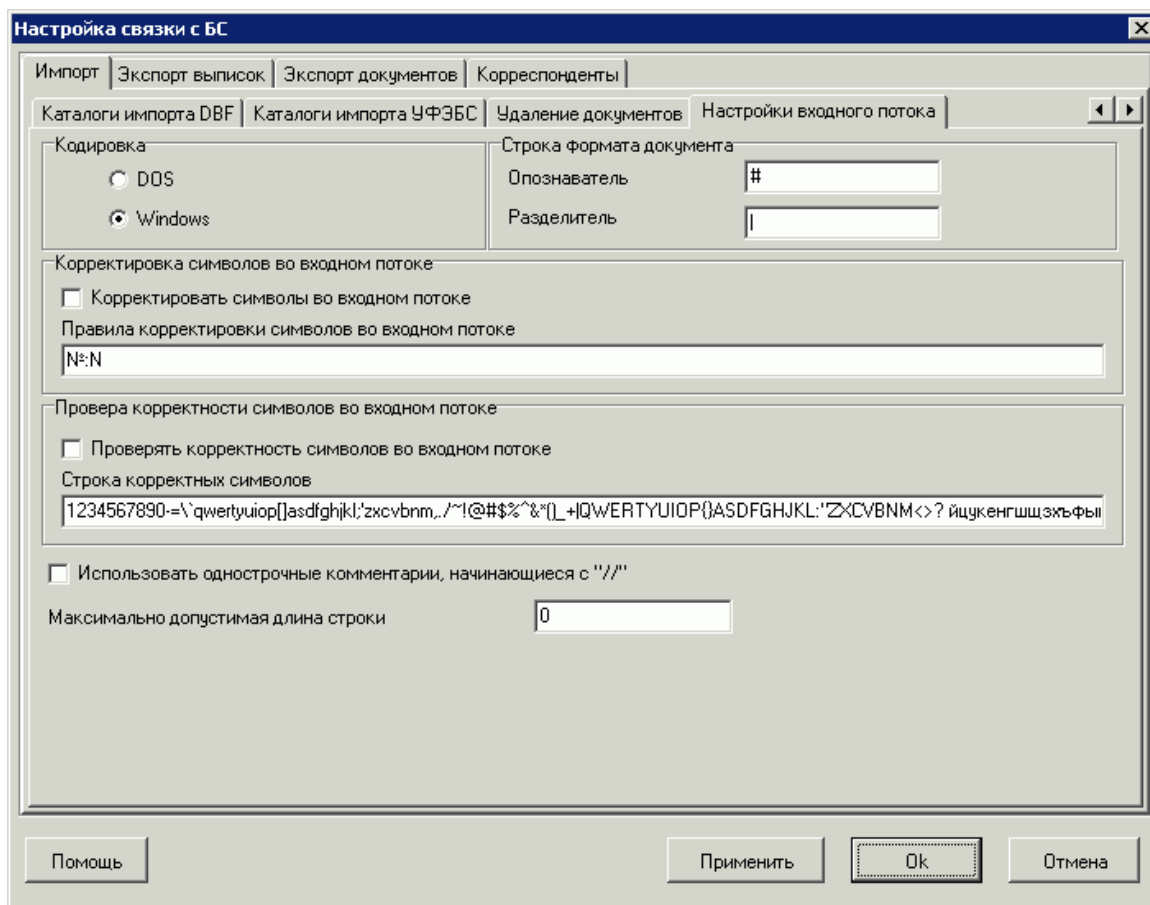 Настройка связки с БС
Импорт Экспорт выписок Экспорт документов Корреспонденты
Каталоги импорта DBF Каталоги импорта УФЭБС Удаление документов Настройки входного потока
Кодировка
DOS
Windows
Строка формата документа
Опознаватель #
Разделитель |
Корректировка символов во входном потоке
Корректировать символы во входном потоке
Правила корректировки символов во входном потоке
№:N
Провера корректности символов во входном потоке
Проверять корректность символов во входном потоке
Строка корректных символов
1234567890-=\`qwertyuiop[]asdfghjkl;'zxcvbnm,./~!@#$%^&*()_+|QWERTYUIOP{}ASDFGHJKL:"ZXCVBNM<>? йцукенгшщзхъфы
Использовать однострочные комментарии, начинающиеся с "//"
Максимально допустимая длина строки 0
Помощь Применить Ok Отмена